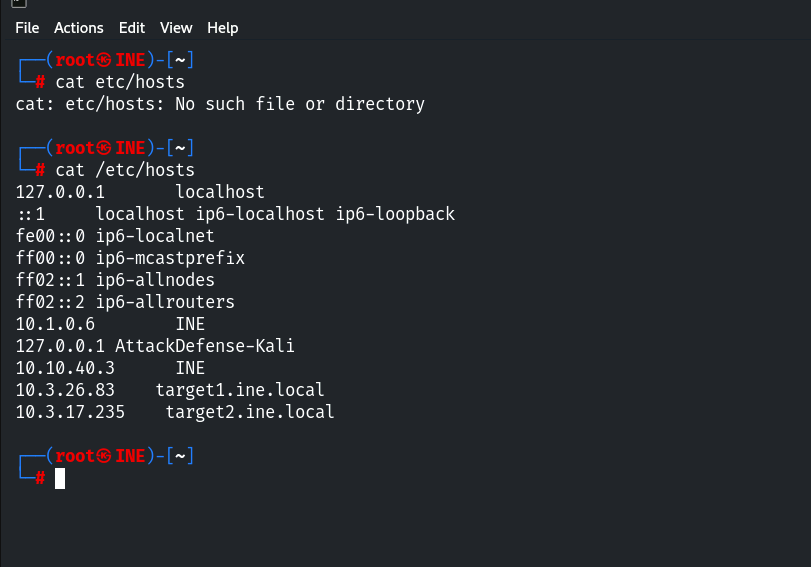 File Actions Edit View Help
┌──(root㉿INE)-[~]
└─# cat etc/hosts
cat: etc/hosts: No such file or directory
┌──(root㉿INE)-[~]
└─# cat /etc/hosts
127.0.0.1       localhost
::1     localhost ip6-localhost ip6-loopback
fe00::0 ip6-localnet
ff00::0 ip6-mcastprefix
ff02::1 ip6-allnodes
ff02::2 ip6-allrouters
10.1.0.6        INE
127.0.0.1 AttackDefense-Kali
10.10.40.3      INE
10.3.26.83    target1.ine.local
10.3.17.235    target2.ine.local
┌──(root㉿INE)-[~]
└─#